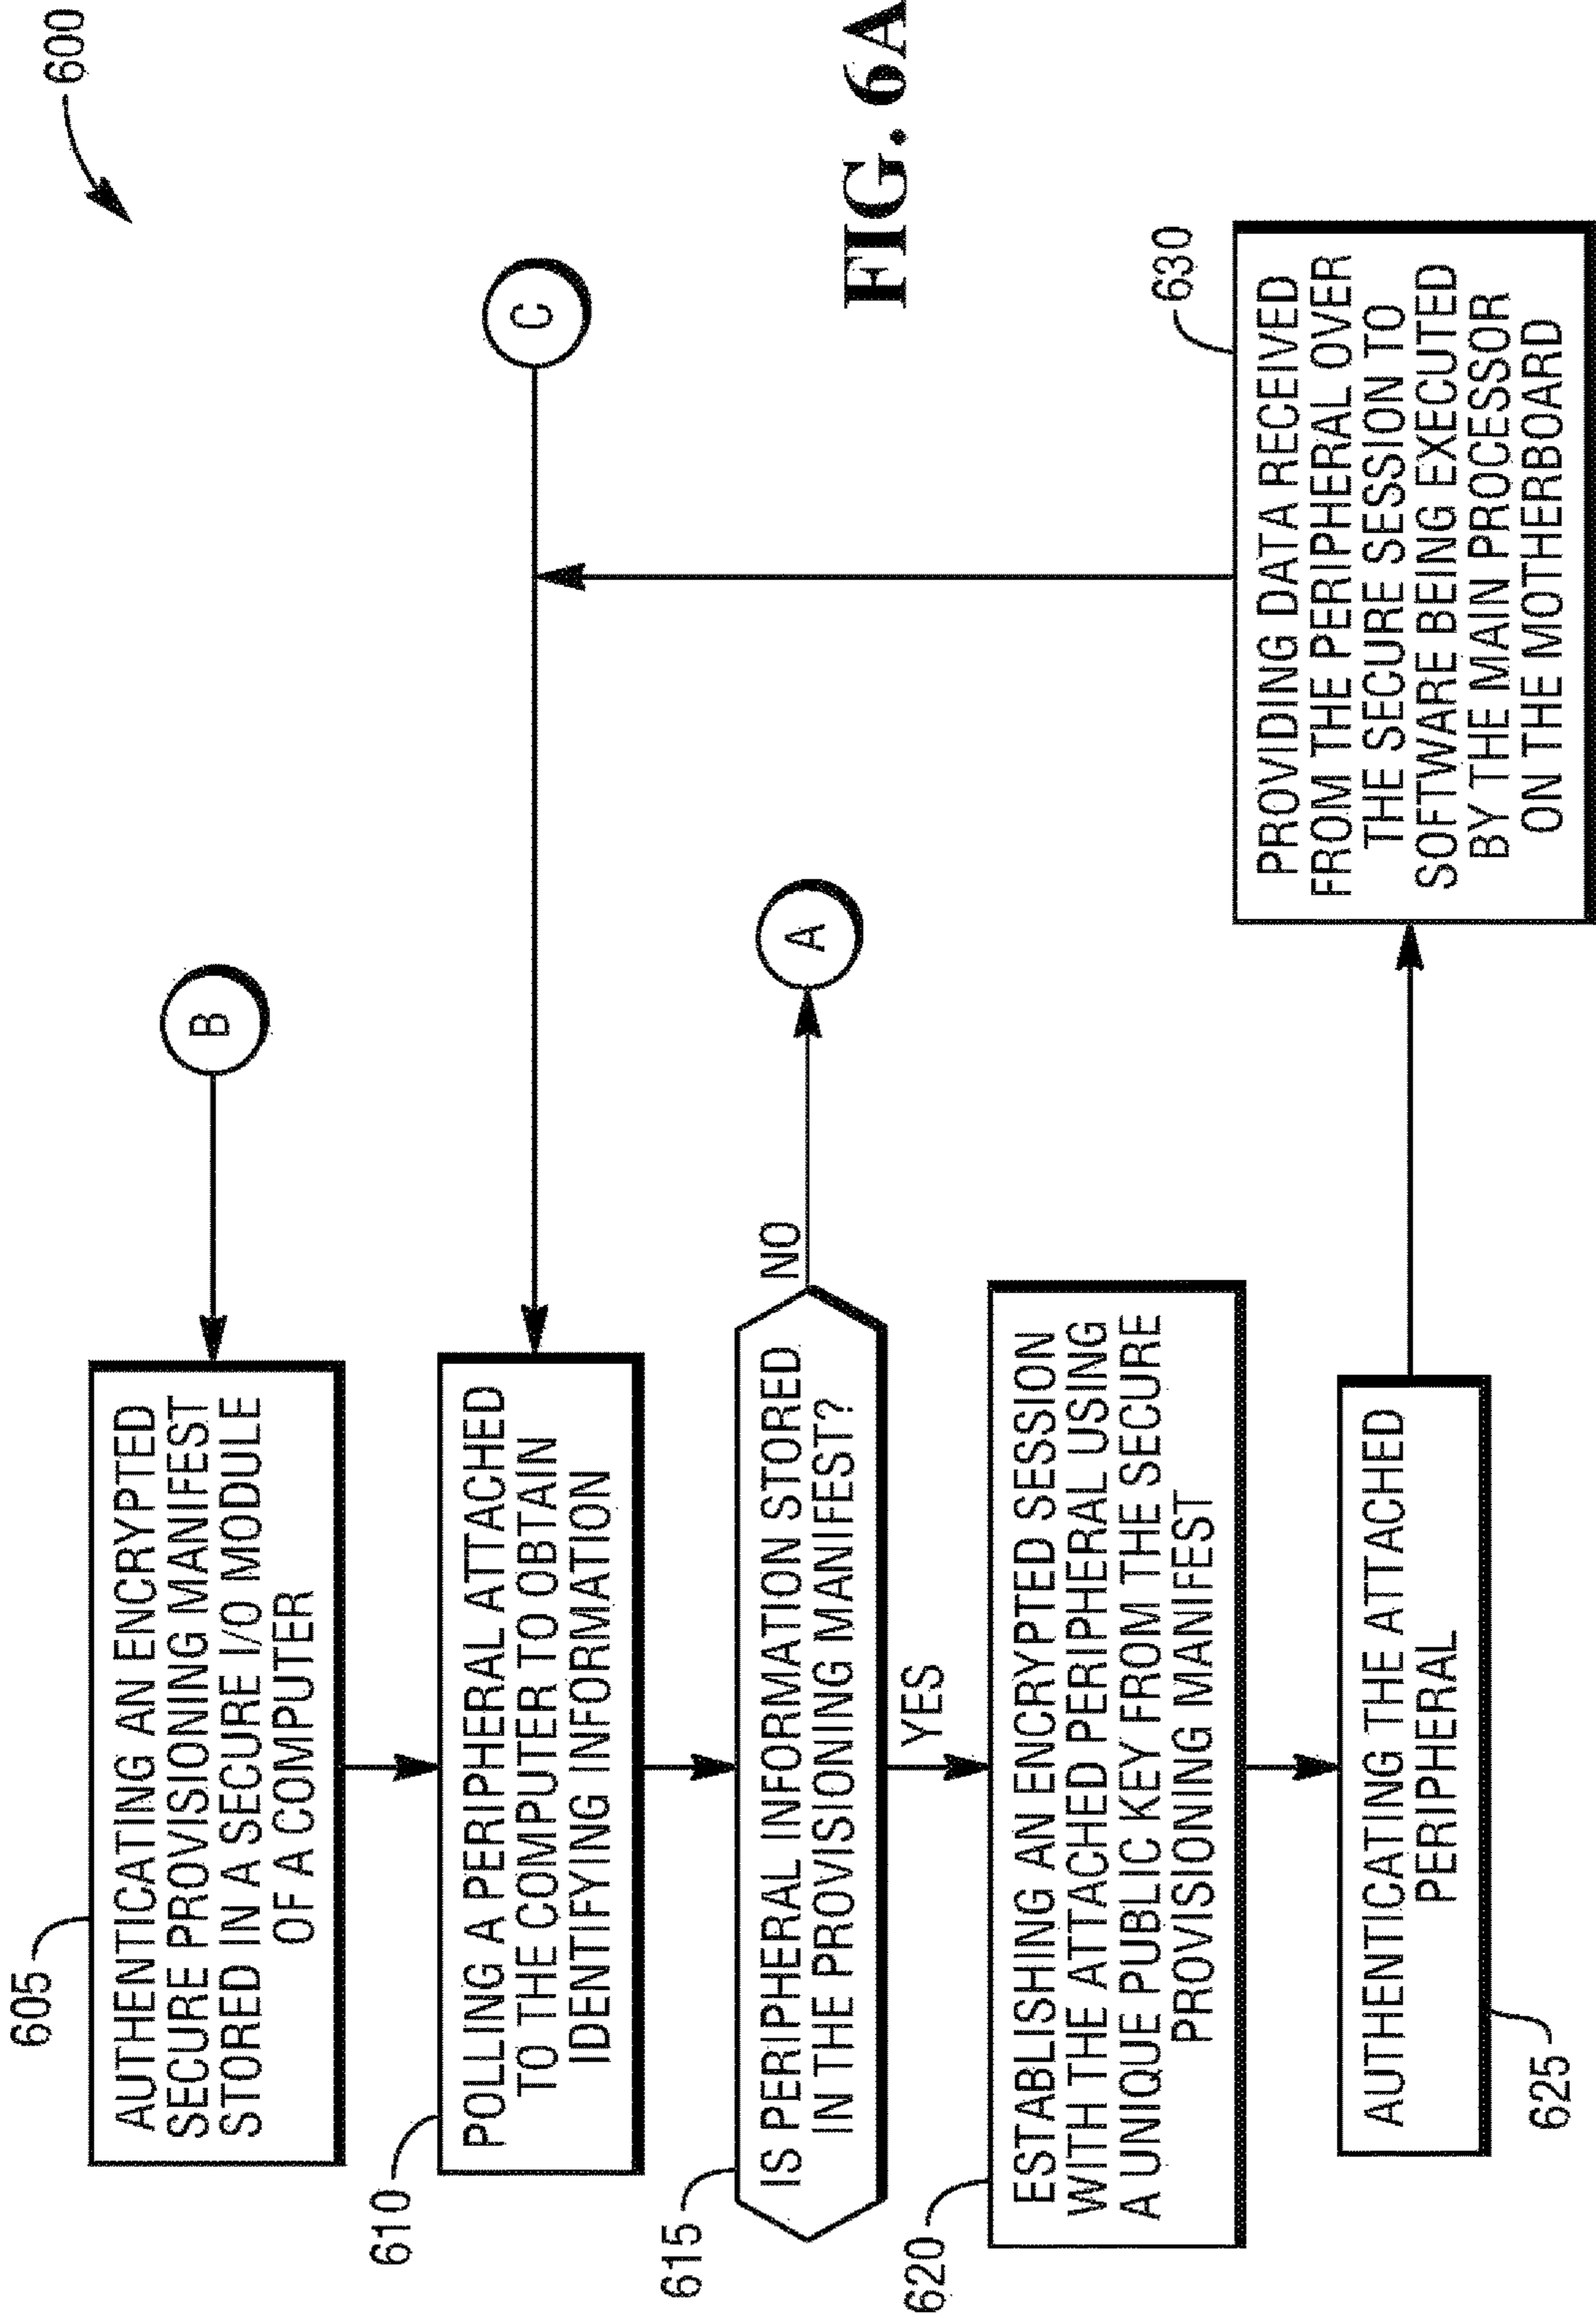 600
B
605
AUTHENTICATING AN ENCRYPTED
SECURE PROVISIONING MANIFEST
STORED IN A SECURE I/O MODULE
OF A COMPUTER
C
610
POLLING A PERIPHERAL ATTACHED
TO THE COMPUTER TO OBTAIN
IDENTIFYING INFORMATION
615
IS PERIPHERAL INFORMATION STORED
IN THE PROVISIONING MANIFEST?
NO
A
YES
620
ESTABLISHING AN ENCRYPTED SESSION
WITH THE ATTACHED PERIPHERAL USING
A UNIQUE PUBLIC KEY FROM THE SECURE
PROVISIONING MANIFEST
625
AUTHENTICATING THE ATTACHED
PERIPHERAL
630
PROVIDING DATA RECEIVED
FROM THE PERIPHERAL OVER
THE SECURE SESSION TO
SOFTWARE BEING EXECUTED
BY THE MAIN PROCESSOR
ON THE MOTHERBOARD
FIG. 6A